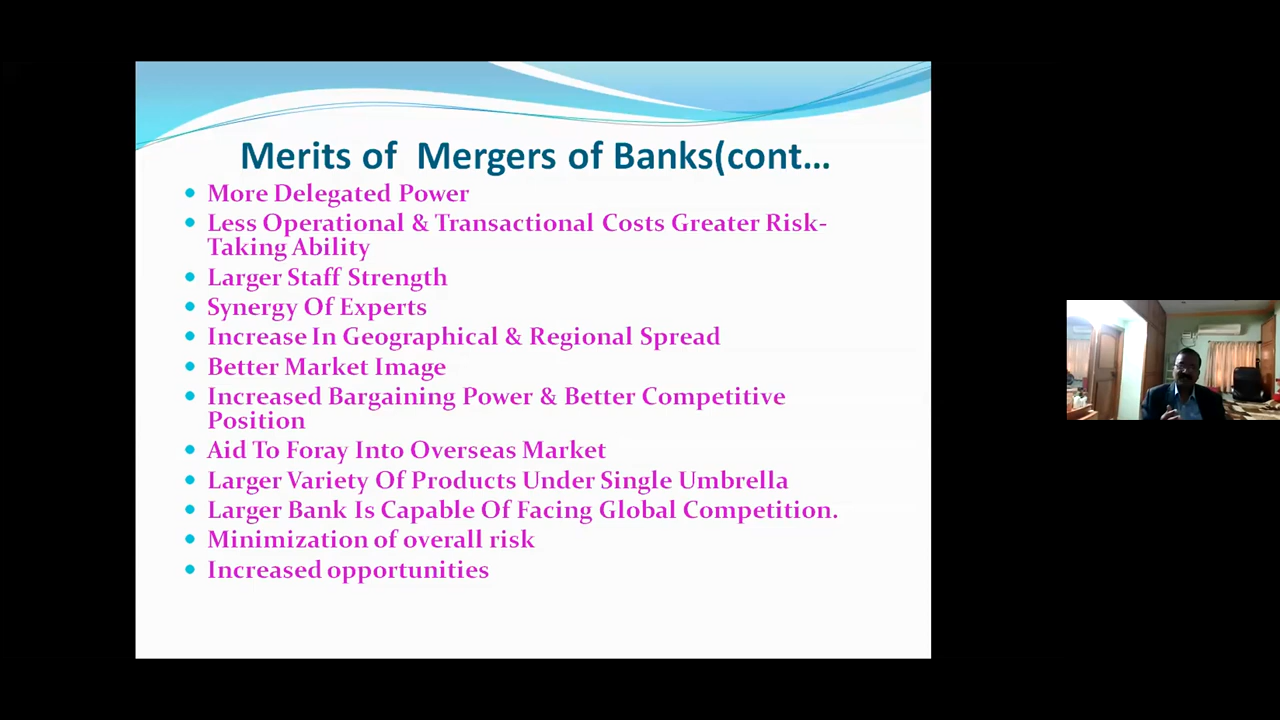 Merits of Mergers of Banks(cont…
More Delegated Power
Less Operational & Transactional Costs Greater Risk-
Taking Ability
Larger Staff Strength
Synergy Of Experts
Increase In Geographical & Regional Spread
Better Market Image
Increased Bargaining Power & Better Competitive
Position
Aid To Foray Into Overseas Market
Larger Variety Of Products Under Single Umbrella
Larger Bank Is Capable Of Facing Global Competition.
Minimization of overall risk
Increased opportunities